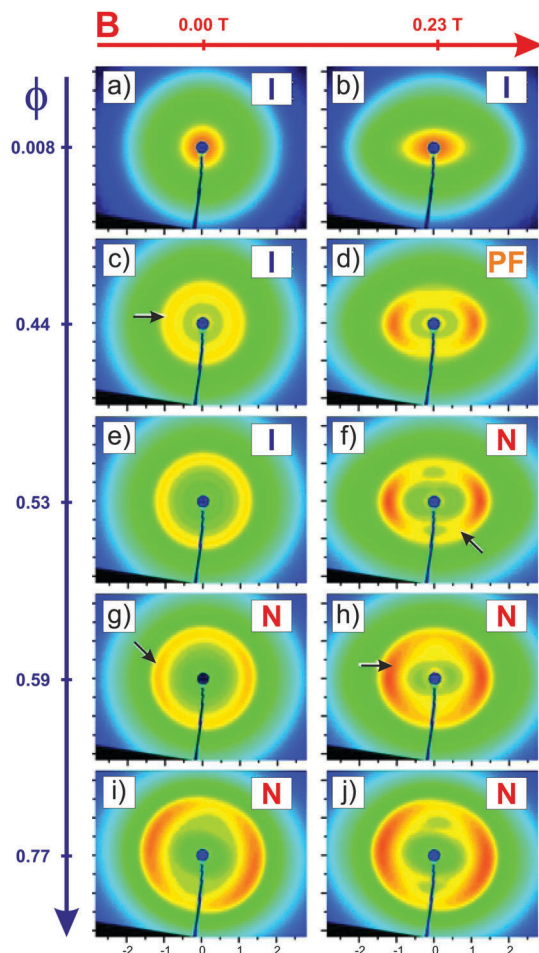 B 0.00 T 0.23 T
ϕ
a) I b) I
0.008
c) I d) PF
0.44
e) I f) N
0.53
g) N h) N
0.59
i) N j) N
0.77
-2 -1 0 1 2 -2 -1 0 1 2